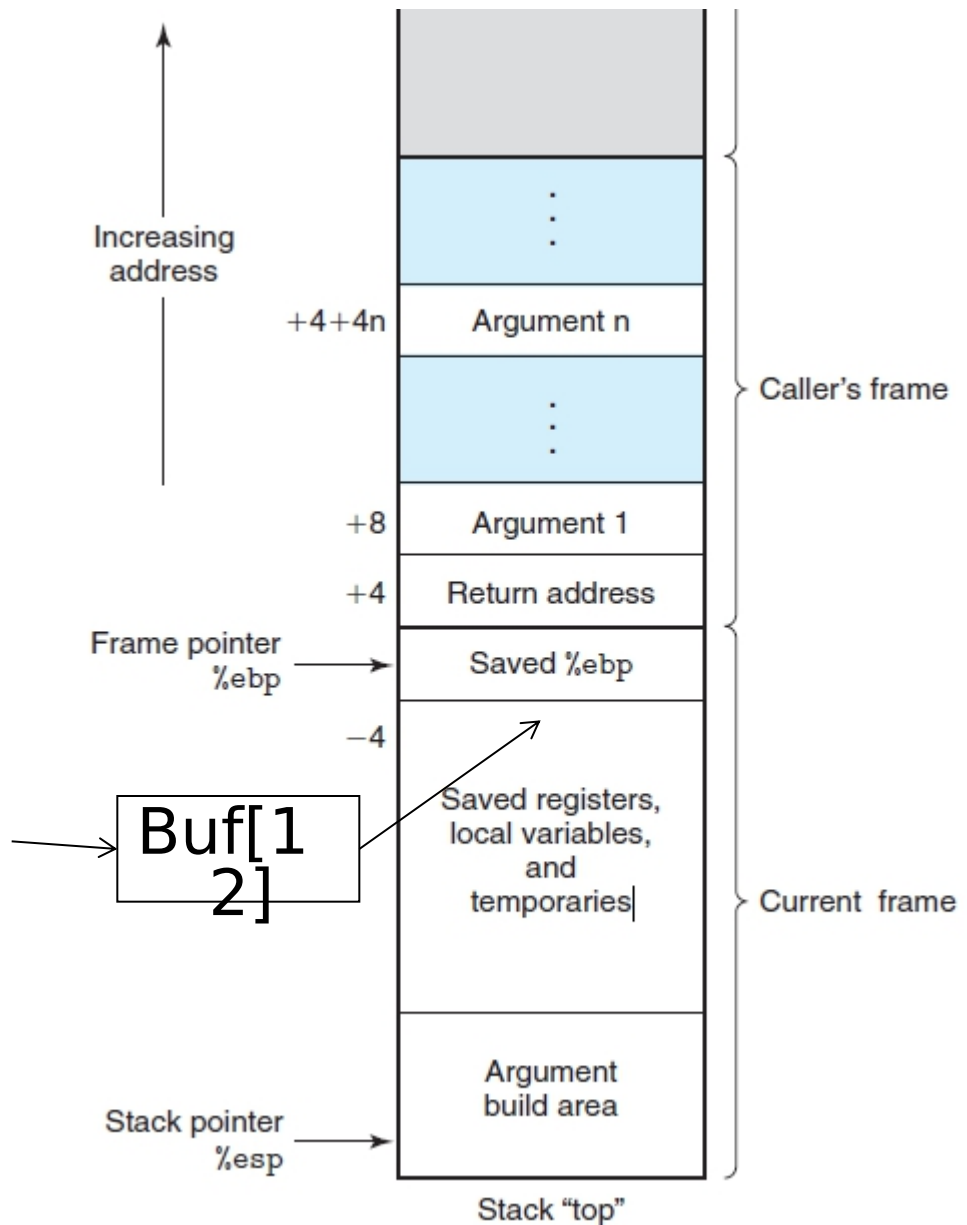 Increasing
address
+4+4n
Argument n
Caller's frame
+8
Argument 1
+4
Return address
Frame pointer
%ebp
Saved %ebp
−4
Buf[1
2]
Saved registers,
local variables,
and
temporaries
Current frame
Argument
build area
Stack pointer
%esp
Stack “top”